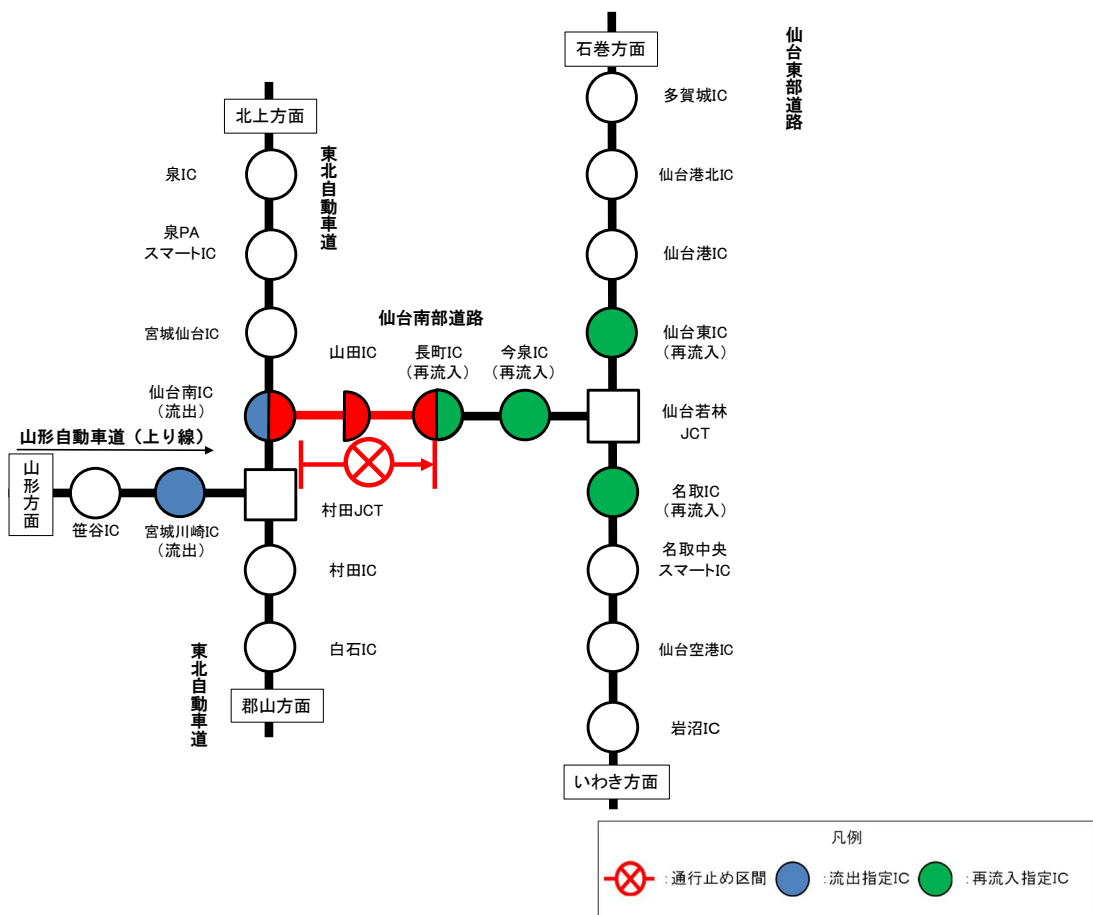 仙台東部道路
石巻方面
多賀城IC
北上方面
東北自動車道
泉IC
仙台港北IC
泉PA
スマートIC
仙台港IC
仙台南部道路
宮城仙台IC
山田IC
長町IC
(再流入)
今泉IC
(再流入)
仙台東IC
(再流入)
仙台南IC
(流出)
仙台若林
JCT
山形自動車道（上り線）
山形方面
笹谷IC
宮城川崎IC
(流出)
村田JCT
名取IC
(再流入)
村田IC
名取中央
スマートIC
東北自動車道
白石IC
仙台空港IC
郡山方面
岩沼IC
いわき方面
凡例
:通行止め区間
:流出指定IC
:再流入指定IC